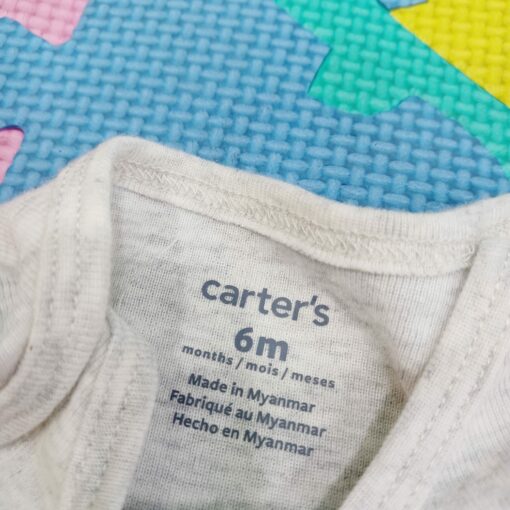 carter's
6m
months / mois / meses
Made in Myanmar
Fabriqué au Myanmar
Hecho en Myanmar